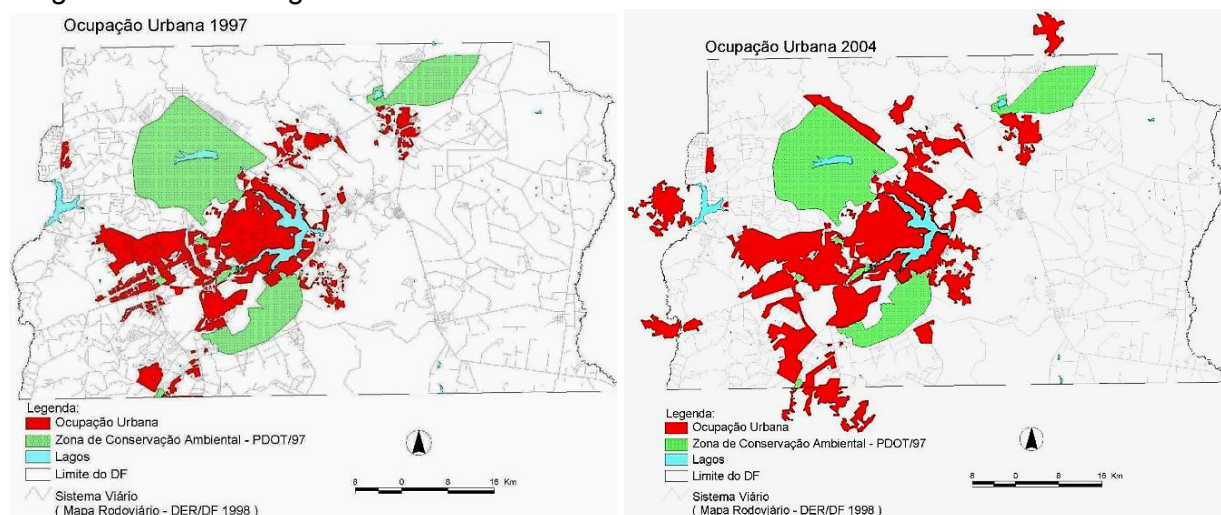 Ocupação Urbana 1997
Legenda:
Ocupação Urbana
Zona de Conservação Ambiental - PDOT/97
Lagos
Limite do DF
Sistema Viário
( Mapa Rodoviário - DER/DF 1998 )
8 0 8 16 Km
Ocupação Urbana 2004
Legenda:
Ocupação Urbana
Zona de Conservação Ambiental - PDOT/97
Lagos
Limite do DF
Sistema Viário
( Mapa Rodoviário - DER/DF 1998 )
8 0 8 16 Km